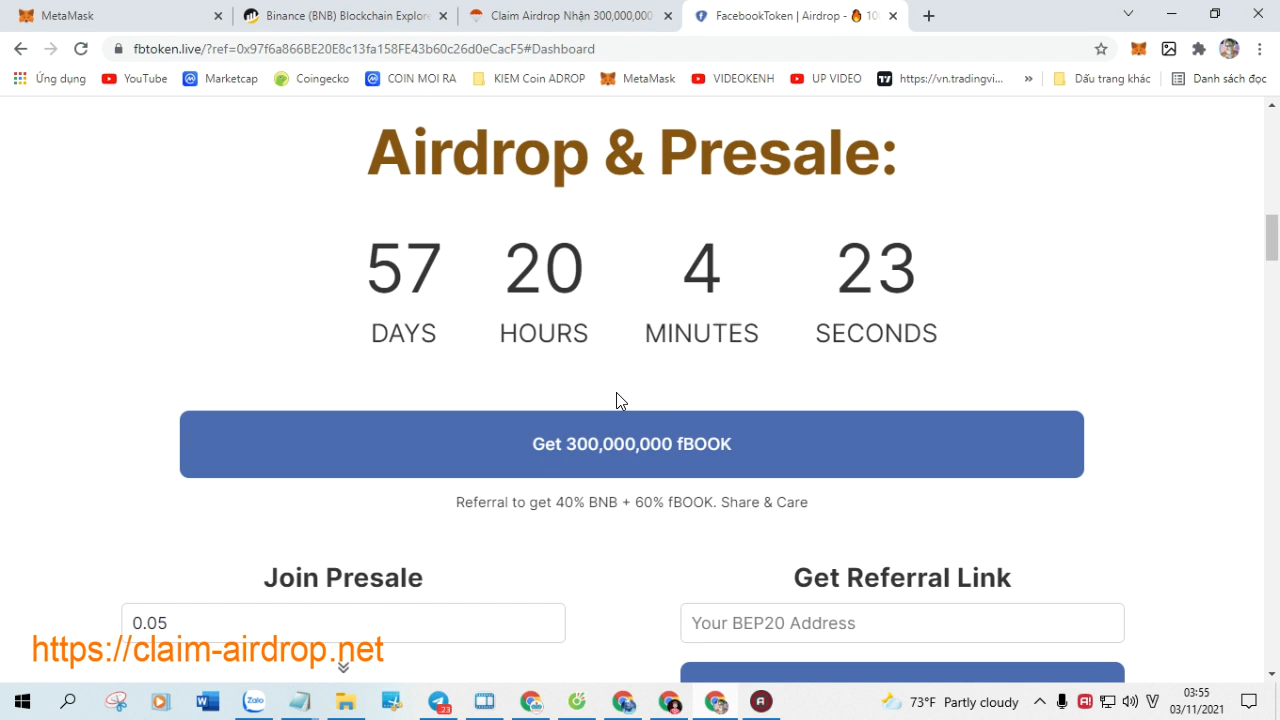 MetaMask
Binance (BNB) Blockchain Explore
Claim Airdrop Nhận 300,000,000
FacebookToken | Airdrop - 🔥 10
fbtoken.live/?ref=0x97f6a866BE20E8c13fa158FE43b60c26d0eCacF5#Dashboard
Ứng dụng
YouTube
Marketcap
Coingecko
COIN MOI RA
KIEM Coin ADROP
MetaMask
VIDEOKENH
UP VIDEO
https://vn.tradingvi...
»
Dấu trang khác
Danh sách đọc
Airdrop & Presale:
57 20 4 23
DAYS HOURS MINUTES SECONDS
Get 300,000,000 fBOOK
Referral to get 40% BNB + 60% fBOOK. Share & Care
Join Presale
Get Referral Link
0.05
Your BEP20 Address
https://claim-airdrop.net
Zalo
23
73°F Partly cloudy
03:55
03/11/2021